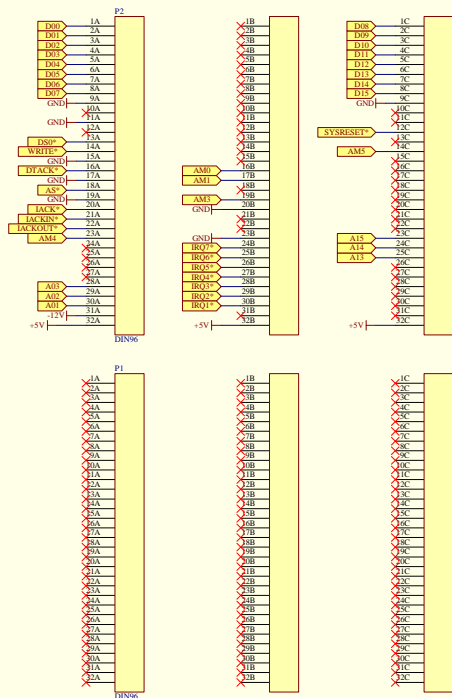 P2
D00 1A
D01 2A
D02 3A
D03 4A
D04 5A
D05 6A
D06 7A
D07 8A
GND 9A
10A
GND 11A
12A
DS0* 13A
WRITE* 14A
GND 15A
DTACK* 16A
GND 17A
AS* 18A
GND 19A
IACK* 20A
IACKIN* 21A
IACKOUT* 22A
AM4 23A
24A
25A
26A
27A
A03 28A
A02 29A
A01 30A
-12V 31A
+5V 32A
DIN96
1B
2B
3B
4B
5B
6B
7B
8B
9B
10B
11B
12B
13B
14B
15B
AM0 16B
AM1 17B
18B
AM3 19B
GND 20B
21B
22B
GND 23B
IRQ7* 24B
IRQ6* 25B
IRQ5* 26B
IRQ4* 27B
IRQ3* 28B
IRQ2* 29B
IRQ1* 30B
31B
+5V 32B
D08 1C
D09 2C
D10 3C
D11 4C
D12 5C
D13 6C
D14 7C
D15 8C
GND 9C
10C
11C
SYSRESET* 12C
13C
AM5 14C
15C
16C
17C
18C
19C
20C
21C
22C
A15 23C
A14 24C
A13 25C
26C
27C
28C
29C
30C
31C
+5V 32C
P1
1A
2A
3A
4A
5A
6A
7A
8A
9A
10A
11A
12A
13A
14A
15A
16A
17A
18A
19A
20A
21A
22A
23A
24A
25A
26A
27A
28A
29A
30A
31A
32A
DIN96
1B
2B
3B
4B
5B
6B
7B
8B
9B
10B
11B
12B
13B
14B
15B
16B
17B
18B
19B
20B
21B
22B
23B
24B
25B
26B
27B
28B
29B
30B
31B
32B
1C
2C
3C
4C
5C
6C
7C
8C
9C
10C
11C
12C
13C
14C
15C
16C
17C
18C
19C
20C
21C
22C
23C
24C
25C
26C
27C
28C
29C
30C
31C
32C